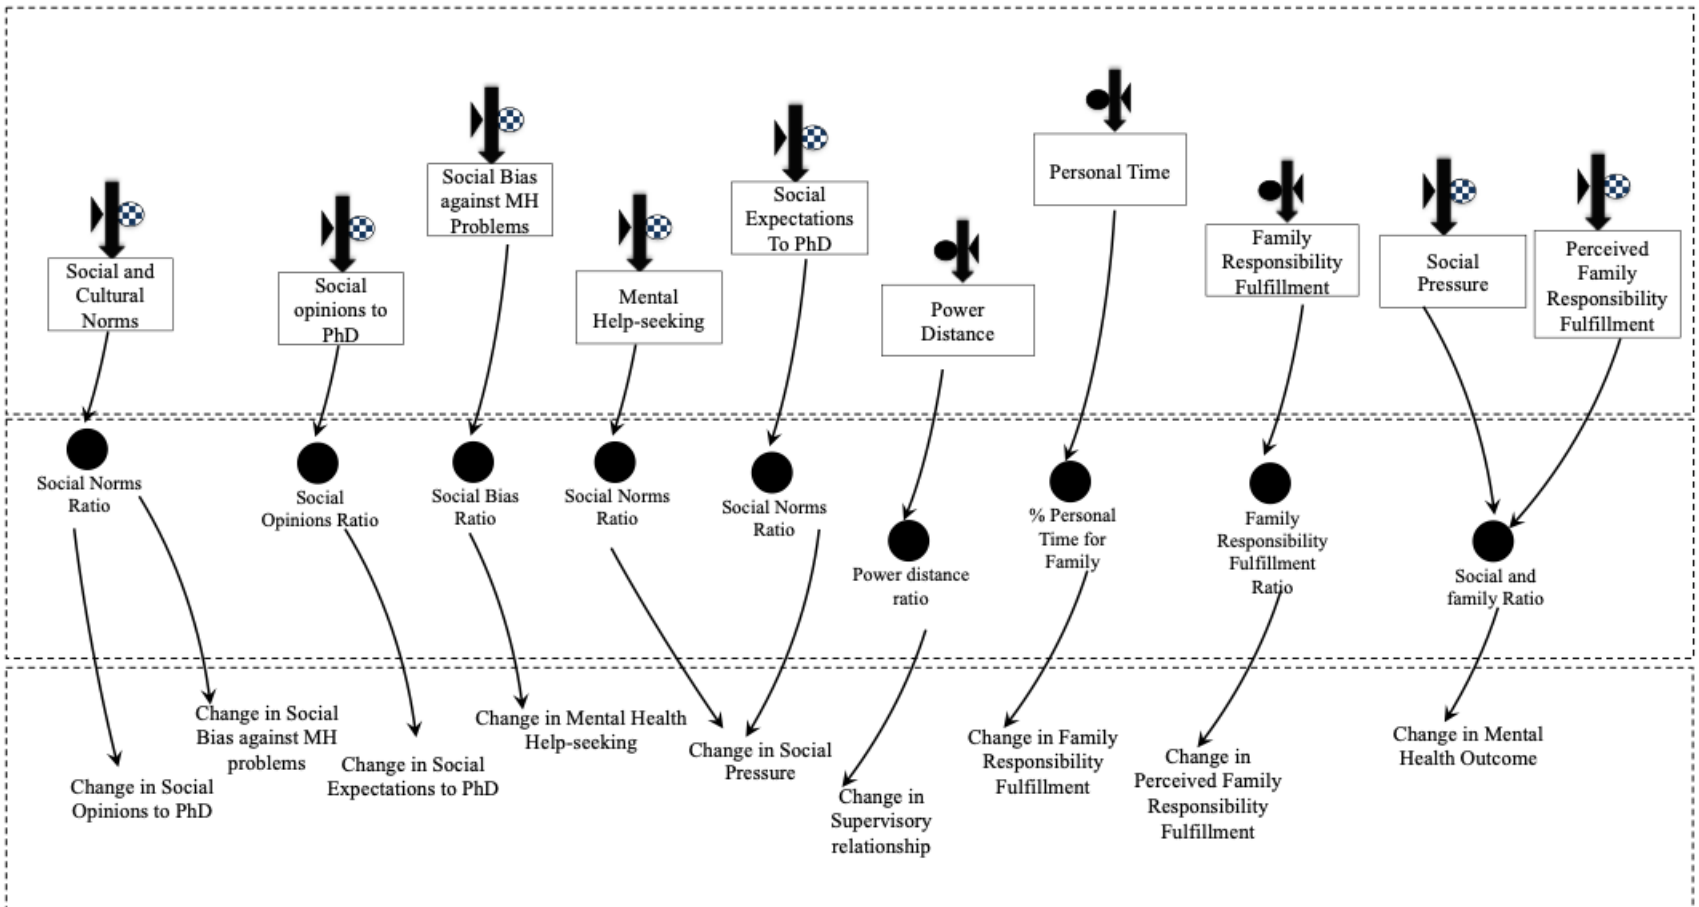 Social and
Cultural
Norms
Social
opinions to
PhD
Social Bias
against MH
Problems
Mental
Help-seeking
Social
Expectations
To PhD
Power
Distance
Personal Time
Family
Responsibility
Fulfillment
Social
Pressure
Perceived
Family
Responsibility
Fulfillment
Social Norms
Ratio
Social
Opinions Ratio
Social Bias
Ratio
Social Norms
Ratio
Social Norms
Ratio
Power distance
ratio
% Personal
Time for
Family
Family
Responsibility
Fulfillment
Ratio
Social and
family Ratio
Change in Social
Opinions to PhD
Change in Social
Bias against MH
problems
Change in Social
Expectations to PhD
Change in Mental Health
Help-seeking
Change in Social
Pressure
Change in
Supervisory
relationship
Change in Family
Responsibility
Fulfillment
Change in
Perceived Family
Responsibility
Fulfillment
Change in Mental
Health Outcome